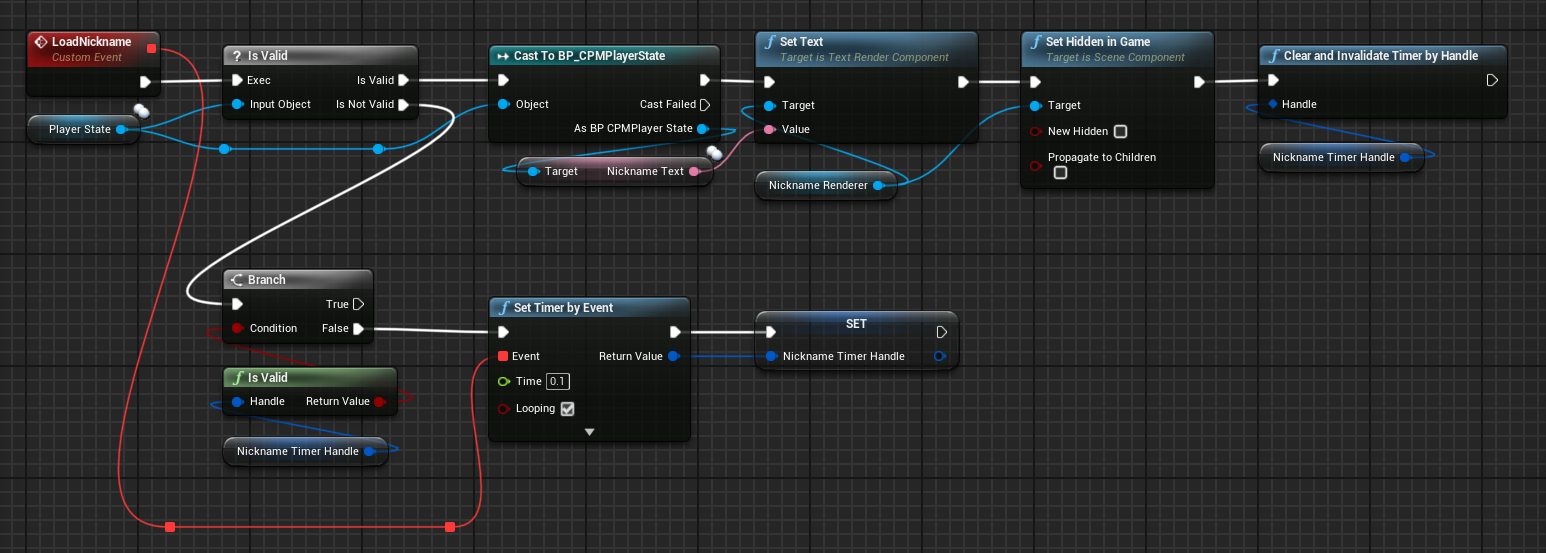 LoadNickname
Custom Event
Player State
? Is Valid
Exec
Is Valid
Input Object
Is Not Valid
Cast To BP_CPMPlayerState
Object
Cast Failed
As BP CPMPlayer State
Target
Nickname Text
f Set Text
Target is Text Render Component
Target
Value
Nickname Renderer
f Set Hidden in Game
Target is Scene Component
Target
New Hidden
Propagate to Children
f Clear and Invalidate Timer by Handle
Handle
Nickname Timer Handle
Branch
True
Condition
False
f Is Valid
Handle
Return Value
Nickname Timer Handle
f Set Timer by Event
Event
Return Value
Time 0.1
Looping
SET
Nickname Timer Handle